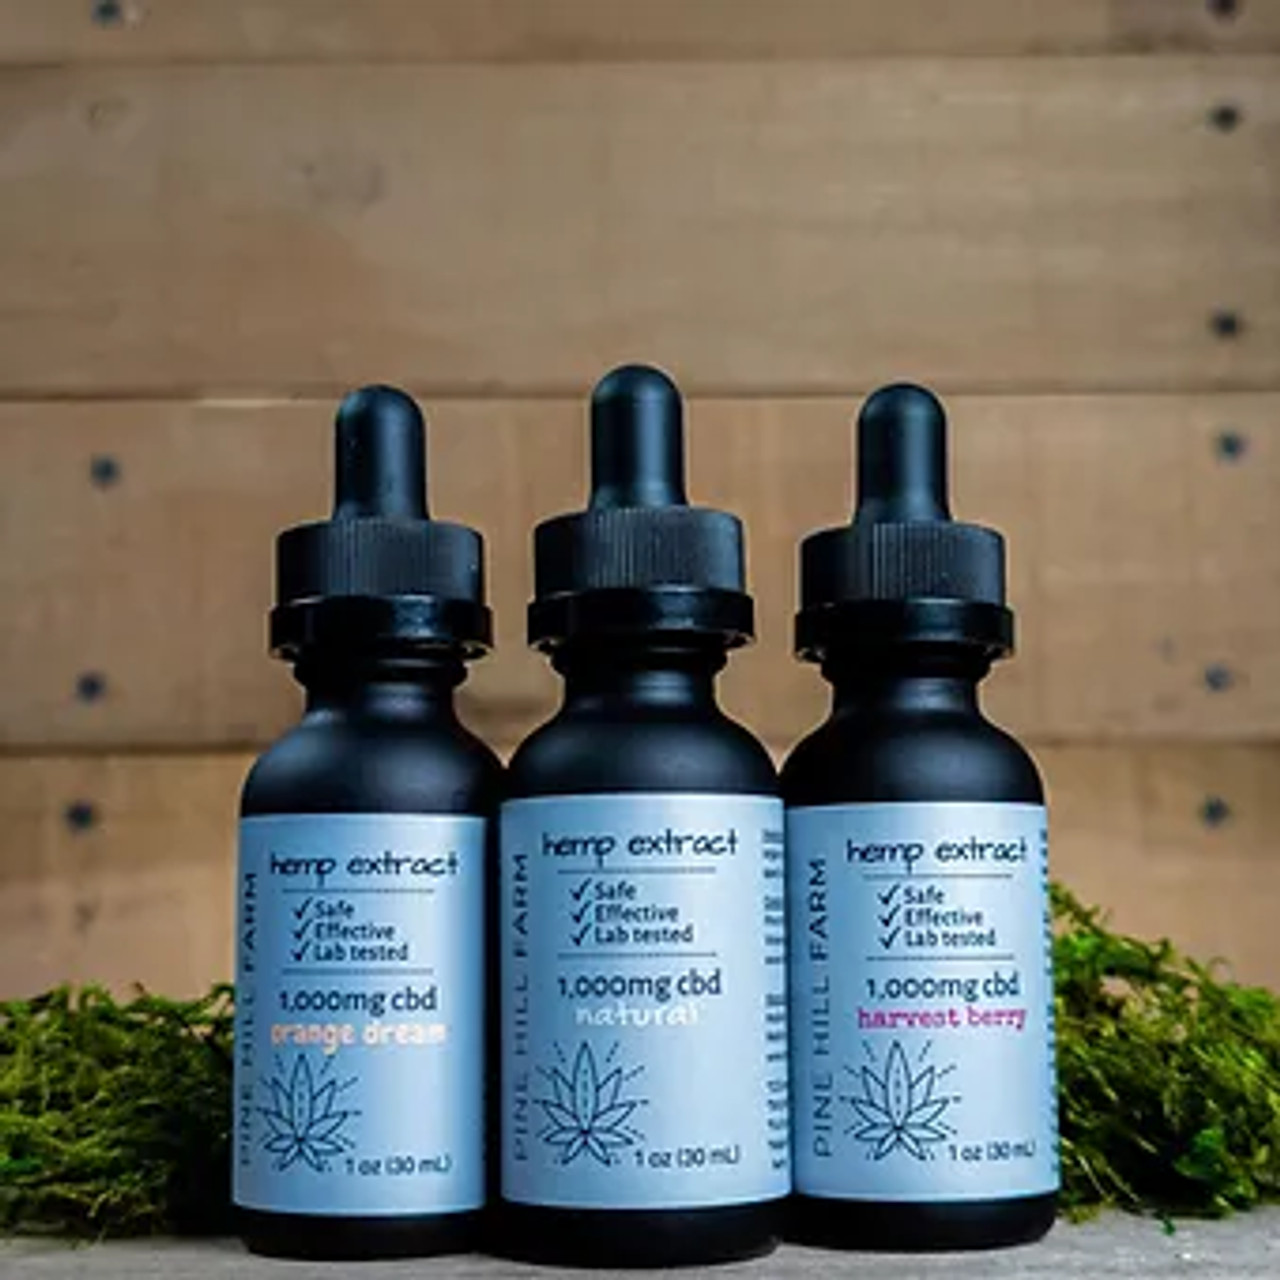 hemp extract
✓ Safe
✓ Effective
✓ Lab tested
1,000mg cbd
orange dream
1 oz (30 mL)
PINE HILL FARM
hemp extract
✓ Safe
✓ Effective
✓ Lab tested
1,000mg cbd
natural
1 oz (30 mL)
PINE HILL FARM
hemp extract
✓ Safe
✓ Effective
✓ Lab tested
1,000mg cbd
harvest berry
1 oz (30 mL)
PINE HILL FARM